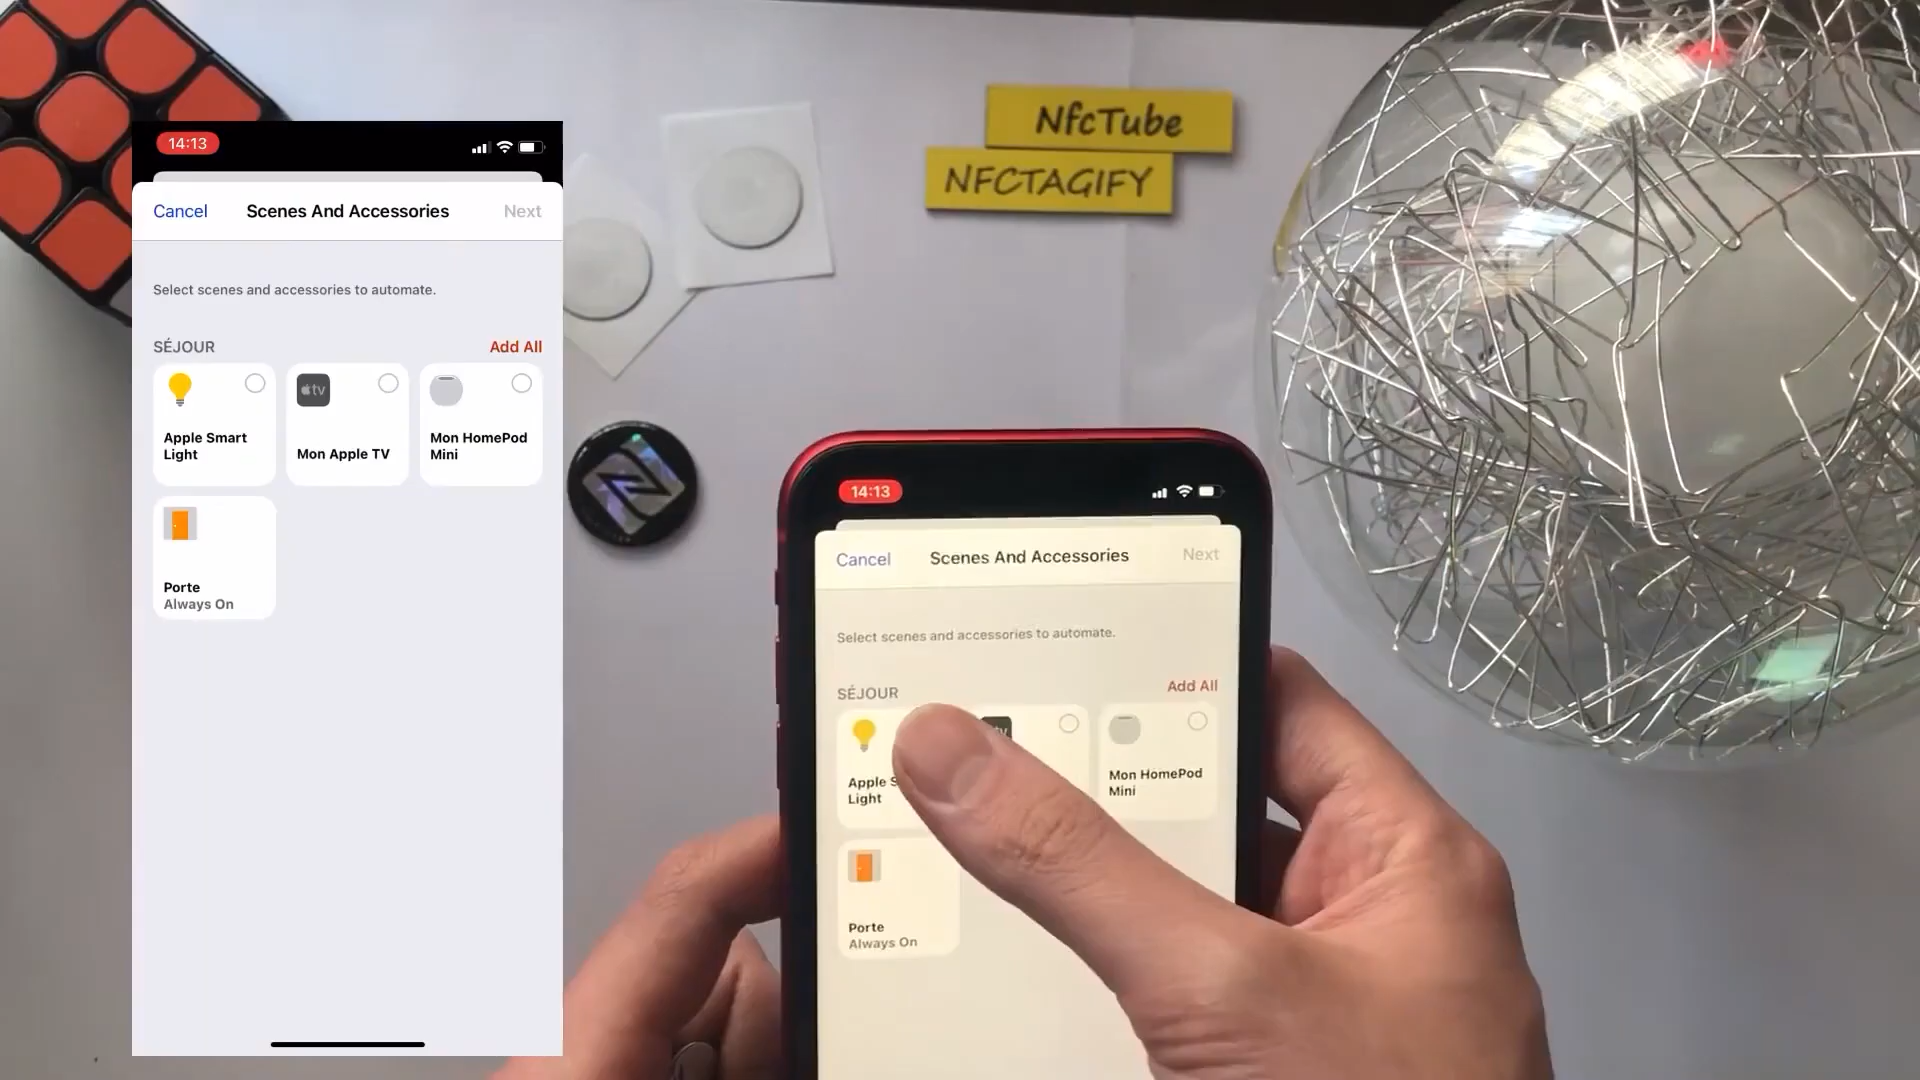 14:13
Cancel
Scenes And Accessories
Next
Select scenes and accessories to automate.
SÉJOUR
Add All
tv
Apple Smart
Light
Mon Apple TV
Mon HomePod
Mini
Porte
Always On
NfcTube
NFCTAGIFY
14:13
Cancel
Scenes And Accessories
Next
Select scenes and accessories to automate.
SÉJOUR
Add All
tv
Apple S
Light
Mon HomePod
Mini
Porte
Always On